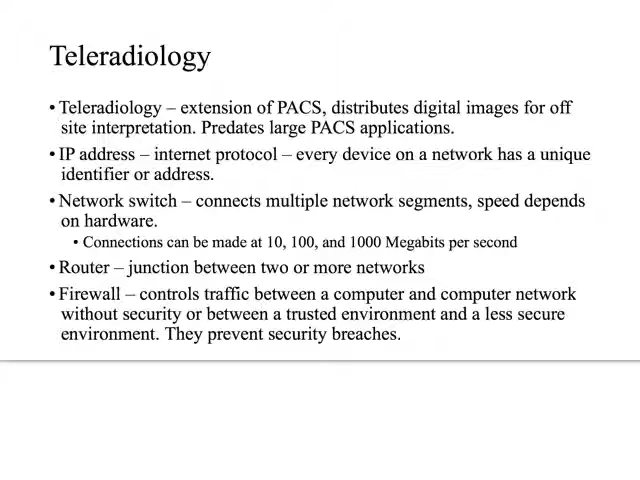 Teleradiology
• Teleradiology – extension of PACS, distributes digital images for off
site interpretation. Predates large PACS applications.
• IP address – internet protocol – every device on a network has a unique
identifier or address.
• Network switch – connects multiple network segments, speed depends
on hardware.
• Connections can be made at 10, 100, and 1000 Megabits per second
• Router – junction between two or more networks
• Firewall – controls traffic between a computer and computer network
without security or between a trusted environment and a less secure
environment. They prevent security breaches.